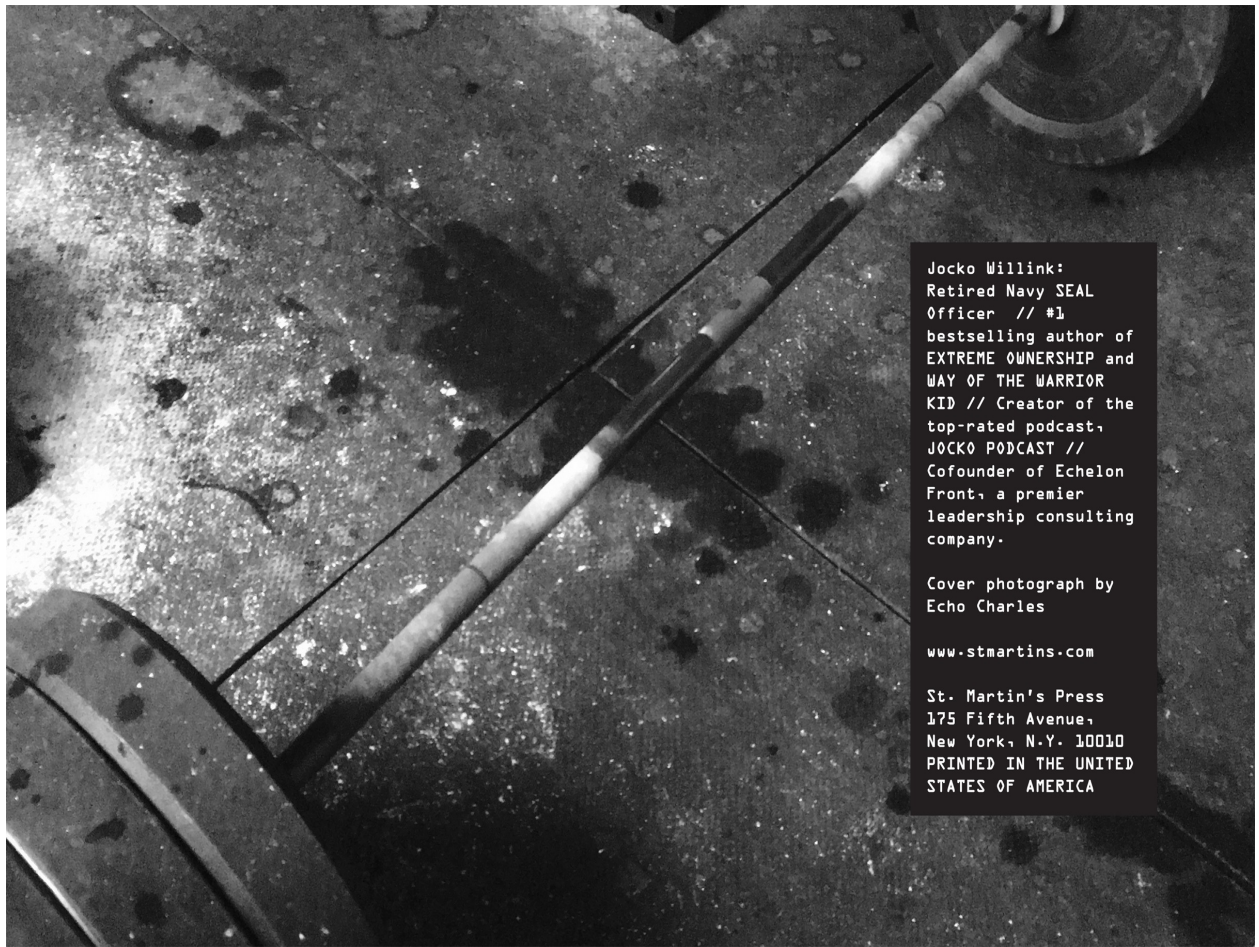 Jocko Willink:
Retired Navy SEAL
Officer // #1
bestselling author of
EXTREME OWNERSHIP and
WAY OF THE WARRIOR
KID // Creator of the
top-rated podcast,
JOCKO PODCAST //
Cofounder of Echelon
Front, a premier
leadership consulting
company.
Cover photograph by
Echo Charles
www.stmartins.com
St. Martin's Press
175 Fifth Avenue,
New York, N.Y. 10010
PRINTED IN THE UNITED
STATES OF AMERICA